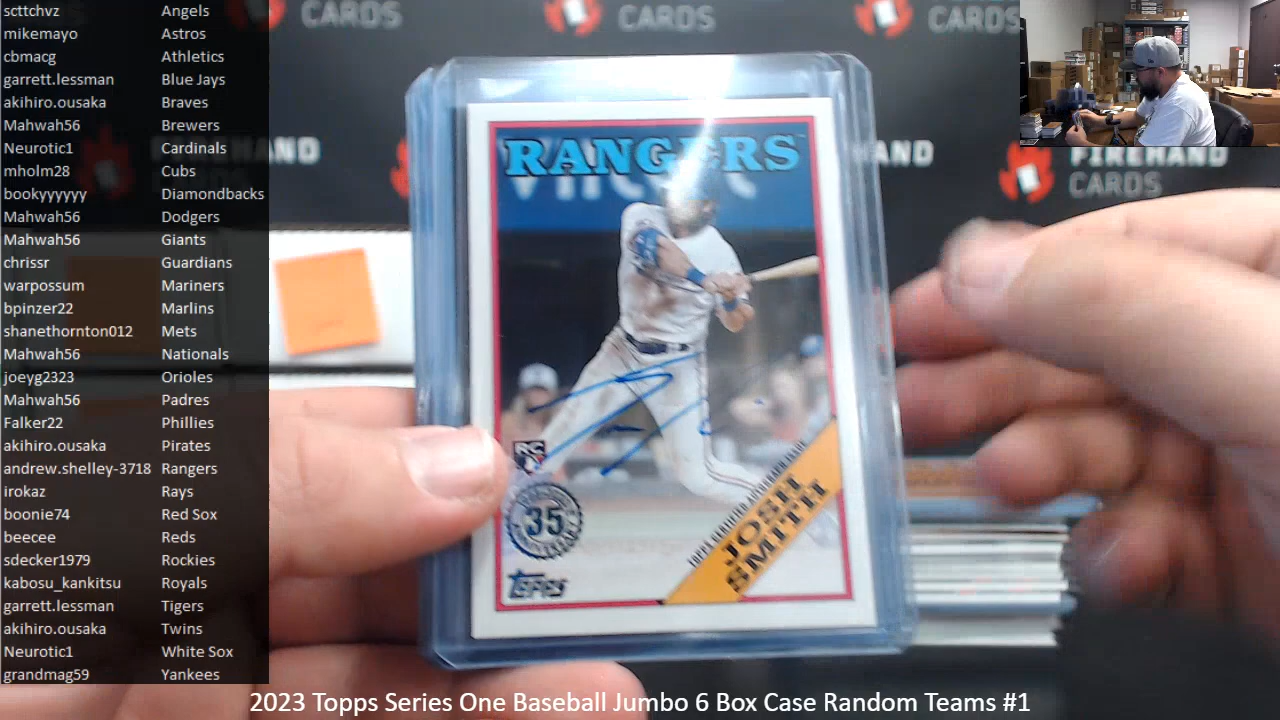 scttchvz Angels
mikemayo Astros
cbmacg Athletics
garrett.lessman Blue Jays
akihiro.ousaka Braves
Mahwah56 Brewers
Neurotic1 Cardinals
mholm28 Cubs
bookyyyyyy Diamondbacks
Mahwah56 Dodgers
Mahwah56 Giants
chrissr Guardians
warpossum Mariners
bpinzer22 Marlins
shanethornton012 Mets
Mahwah56 Nationals
joeyg2323 Orioles
Mahwah56 Padres
Falker22 Phillies
akihiro.ousaka Pirates
andrew.shelley-3718 Rangers
irokaz Rays
boonie74 Red Sox
beecee Reds
sdecker1979 Rockies
kabosu_kankitsu Royals
garrett.lessman Tigers
akihiro.ousaka Twins
Neurotic1 White Sox
grandmag59 Yankees
CARDS
CARDS
CARDS
FIREHAND
CARDS
RANGERS
RC
35
TOPPS
JOSH
SMITH
2023 Topps Series One Baseball Jumbo 6 Box Case Random Teams #1